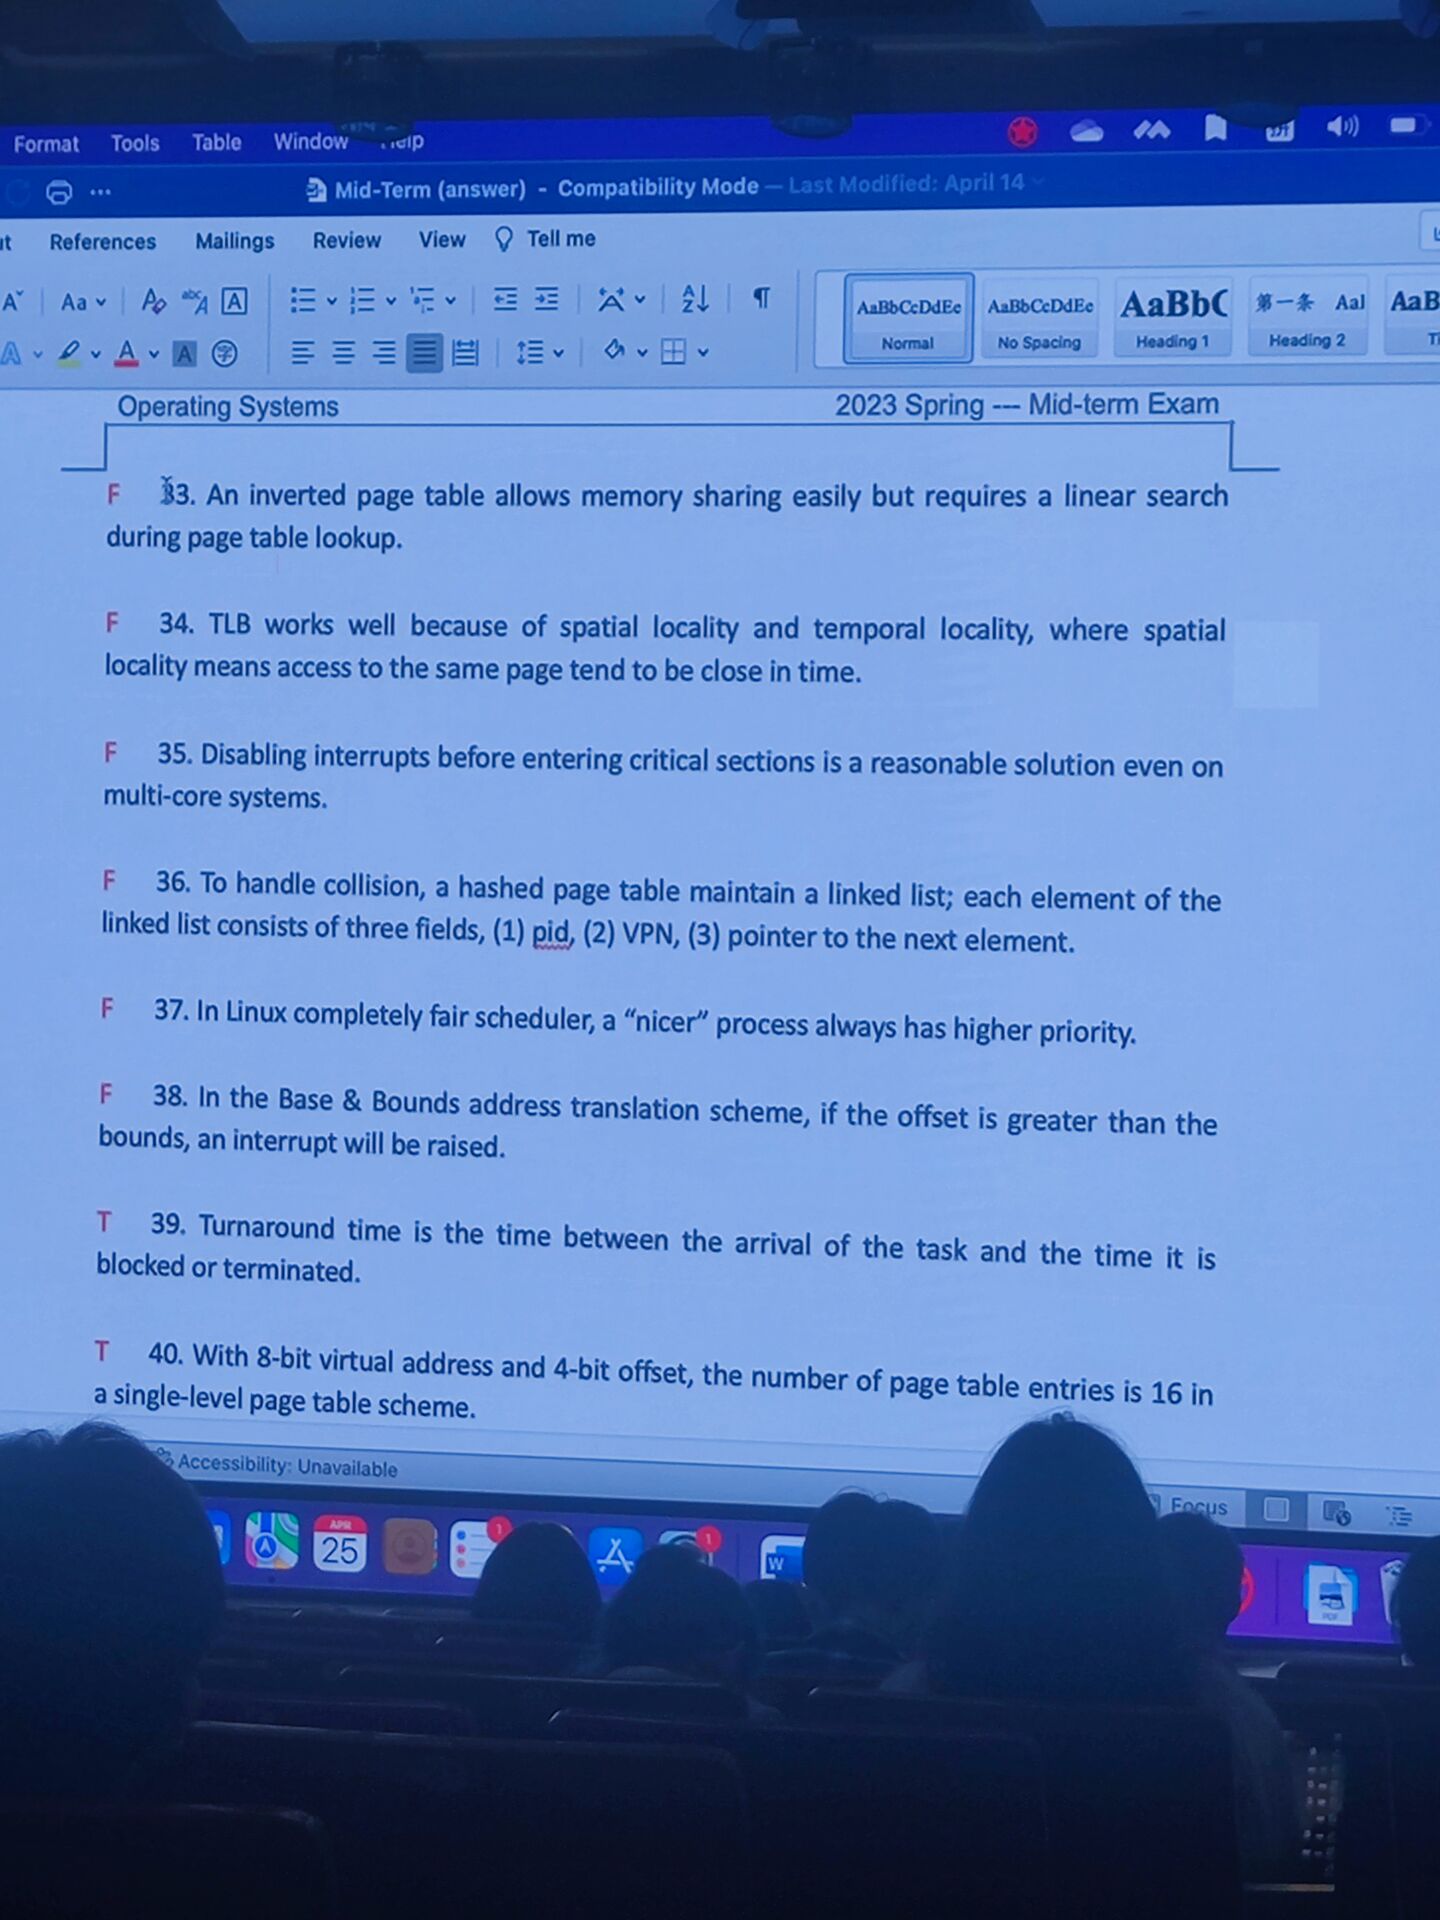 Format Tools Table Window Help
Mid-Term (answer) - Compatibility Mode — Last Modified: April 14
References Mailings Review View Tell me
Aa A AaBbCcDdEe AaBbCcDdEe AaBbC 第一条 Aal AaB
A A A 字 Normal No Spacing Heading 1 Heading 2
Operating Systems 2023 Spring --- Mid-term Exam
F 33. An inverted page table allows memory sharing easily but requires a linear search
during page table lookup.
F 34. TLB works well because of spatial locality and temporal locality, where spatial
locality means access to the same page tend to be close in time.
F 35. Disabling interrupts before entering critical sections is a reasonable solution even on
multi-core systems.
F 36. To handle collision, a hashed page table maintain a linked list; each element of the
linked list consists of three fields, (1) pid, (2) VPN, (3) pointer to the next element.
F 37. In Linux completely fair scheduler, a “nicer” process always has higher priority.
F 38. In the Base & Bounds address translation scheme, if the offset is greater than the
bounds, an interrupt will be raised.
T 39. Turnaround time is the time between the arrival of the task and the time it is
blocked or terminated.
T 40. With 8-bit virtual address and 4-bit offset, the number of page table entries is 16 in
a single-level page table scheme.
Accessibility: Unavailable
Focus
APR
25
1
1
W
PDF